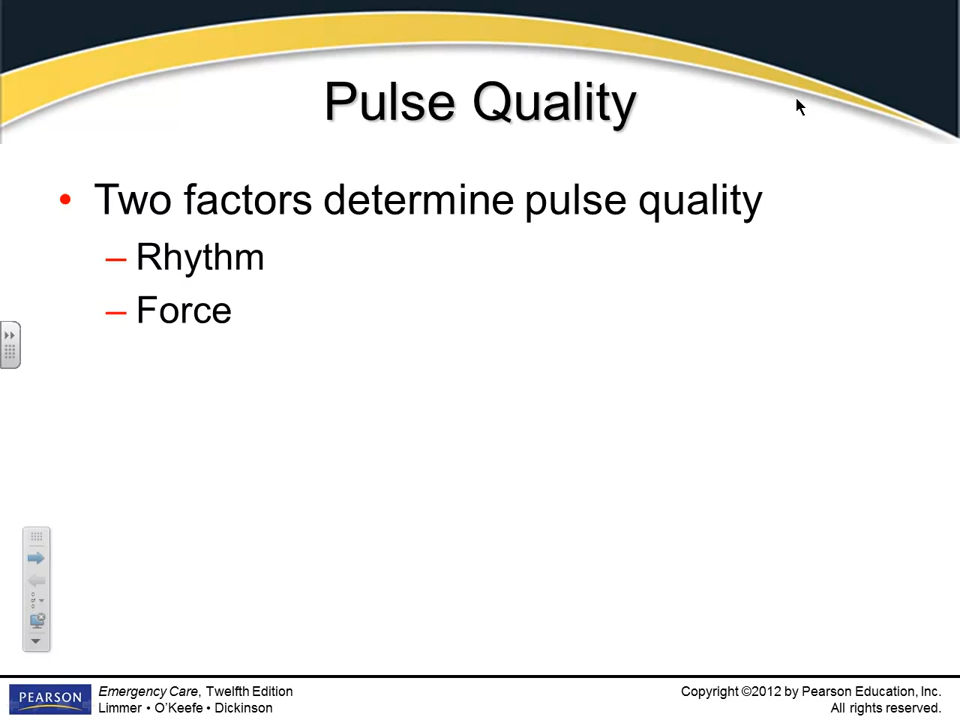 Pulse Quality
• Two factors determine pulse quality
– Rhythm
– Force
PEARSON
Emergency Care, Twelfth Edition
Limmer • O’Keefe • Dickinson
Copyright ©2012 by Pearson Education, Inc.
All rights reserved.